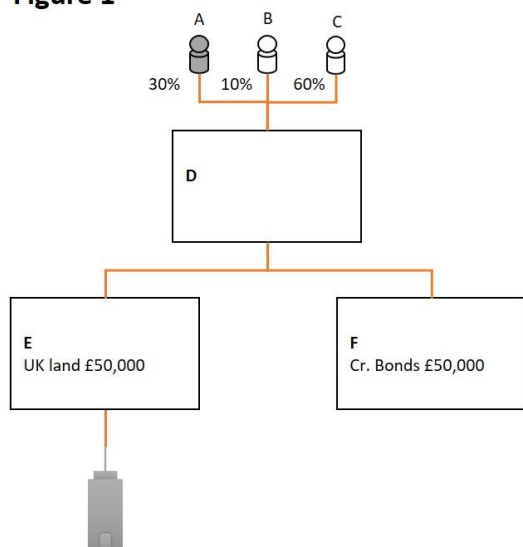 Figure 1
A
B
C
30%
10%
60%
D
E
UK land £50,000
F
Cr. Bonds £50,000